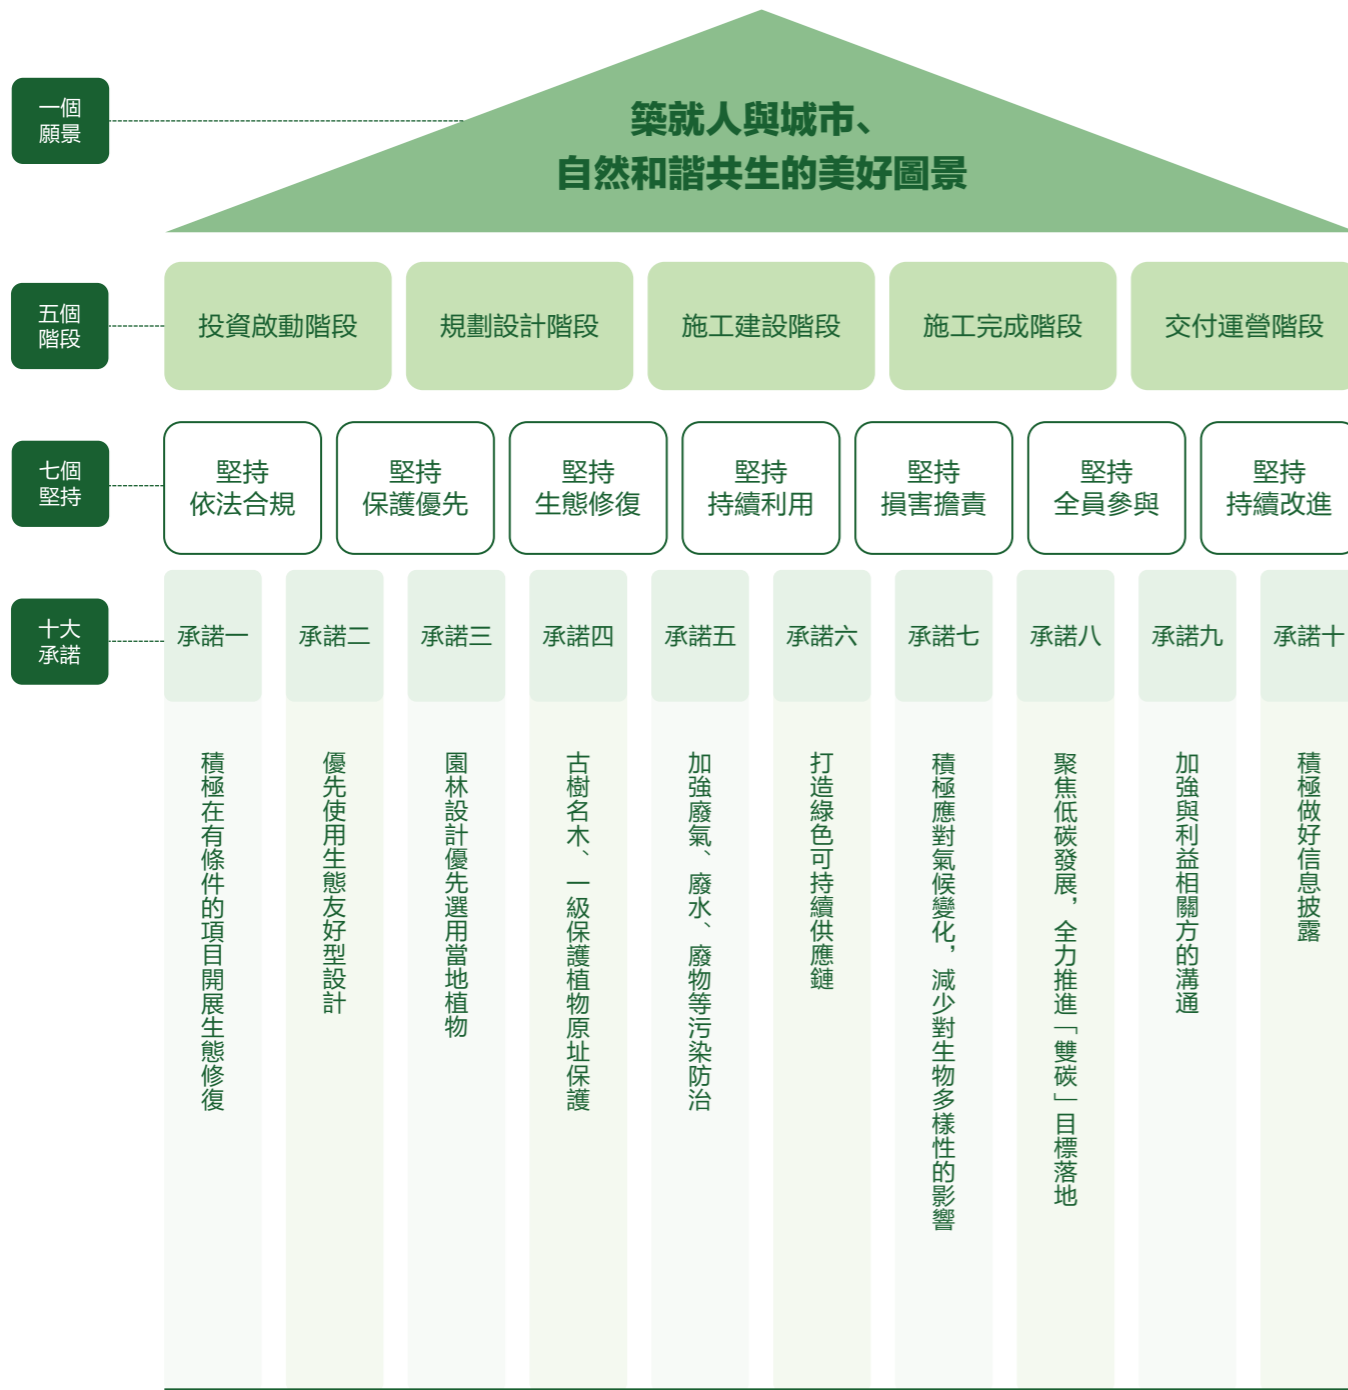 一個
願景
築就人與城市、
自然和諧共生的美好圖景
五個
階段
投資啟動階段
規劃設計階段
施工建設階段
施工完成階段
交付運營階段
七個
堅持
堅持
依法合規
堅持
保護優先
堅持
生態修復
堅持
持續利用
堅持
損害擔責
堅持
全員參與
堅持
持續改進
十大
承諾
承諾一
積極在有條件的項目開展生態修復
承諾二
優先使用生態友好型設計
承諾三
園林設計優先選用當地植物
承諾四
古樹名木、一級保護植物原址保護
承諾五
加強廢氣、廢水、廢物等污染防治
承諾六
打造綠色可持續供應鏈
承諾七
積極應對氣候變化，減少對生物多樣性的影響
承諾八
聚焦低碳發展，全力推進「雙碳」目標落地
承諾九
加強與利益相關方的溝通
承諾十
積極做好信息披露